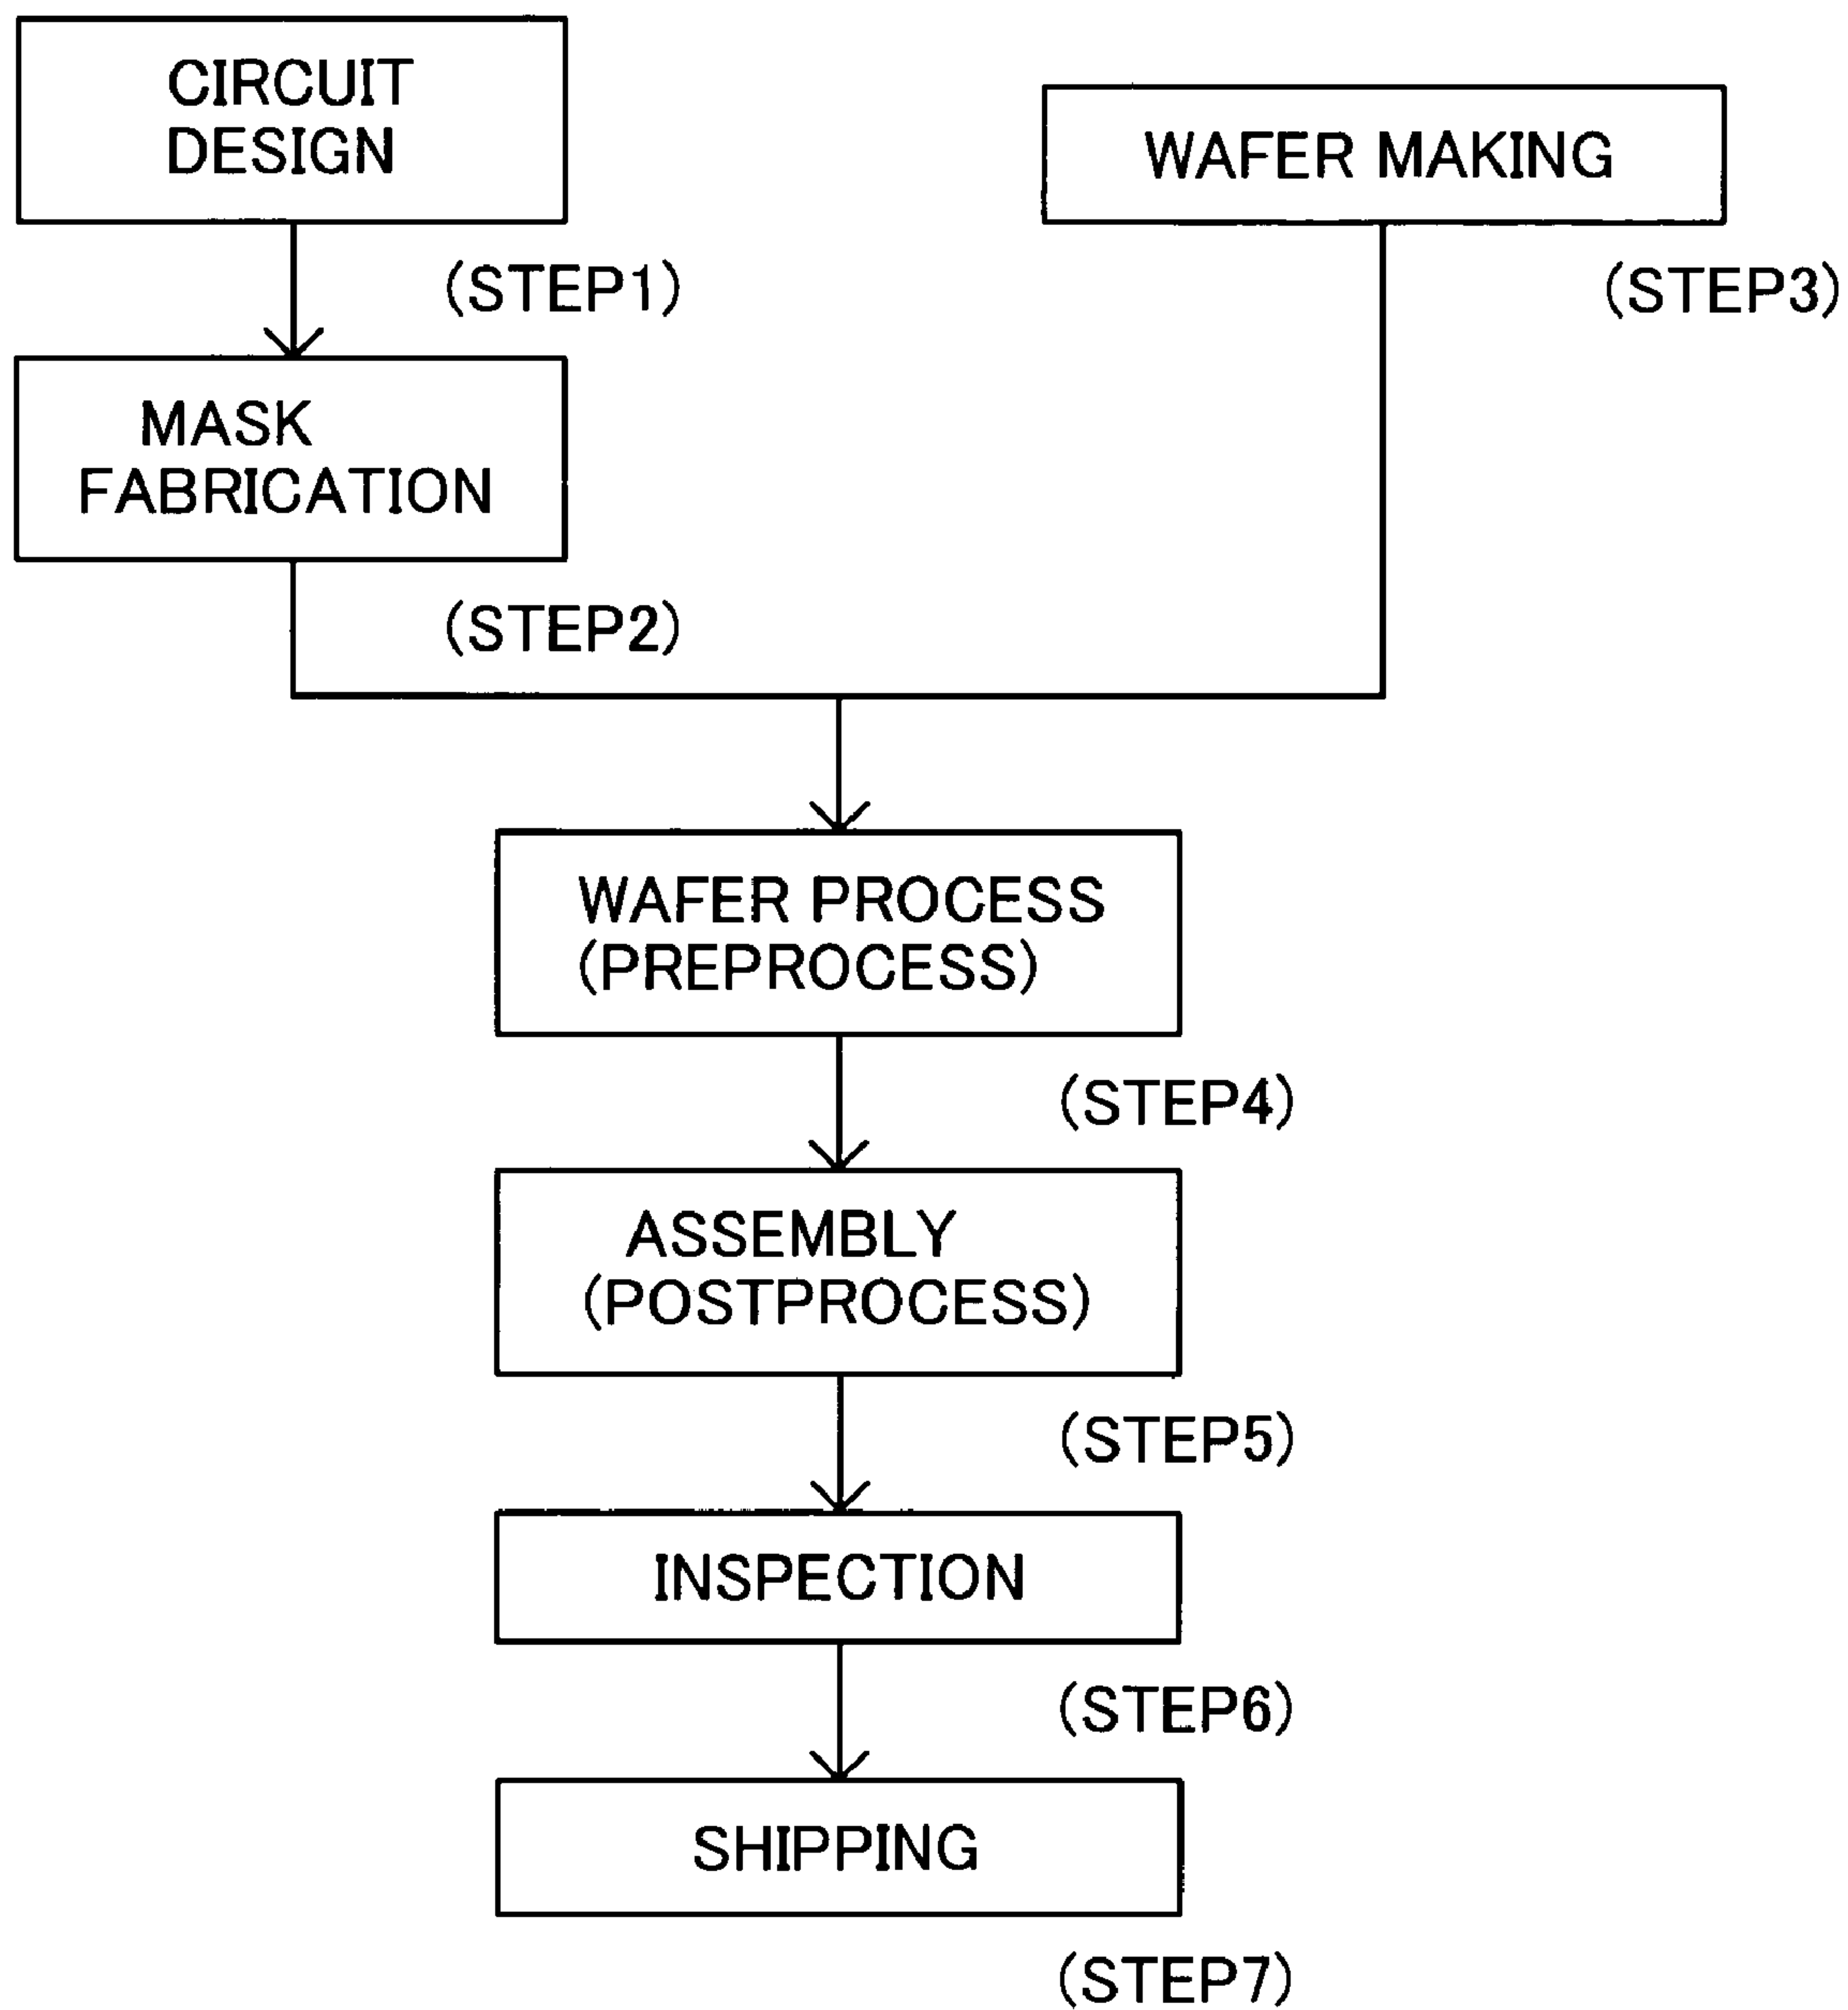 CIRCUIT
DESIGN
(STEP1)
MASK
FABRICATION
(STEP2)
WAFER MAKING
(STEP3)
WAFER PROCESS
(PREPROCESS)
(STEP4)
ASSEMBLY
(POSTPROCESS)
(STEP5)
INSPECTION
(STEP6)
SHIPPING
(STEP7)